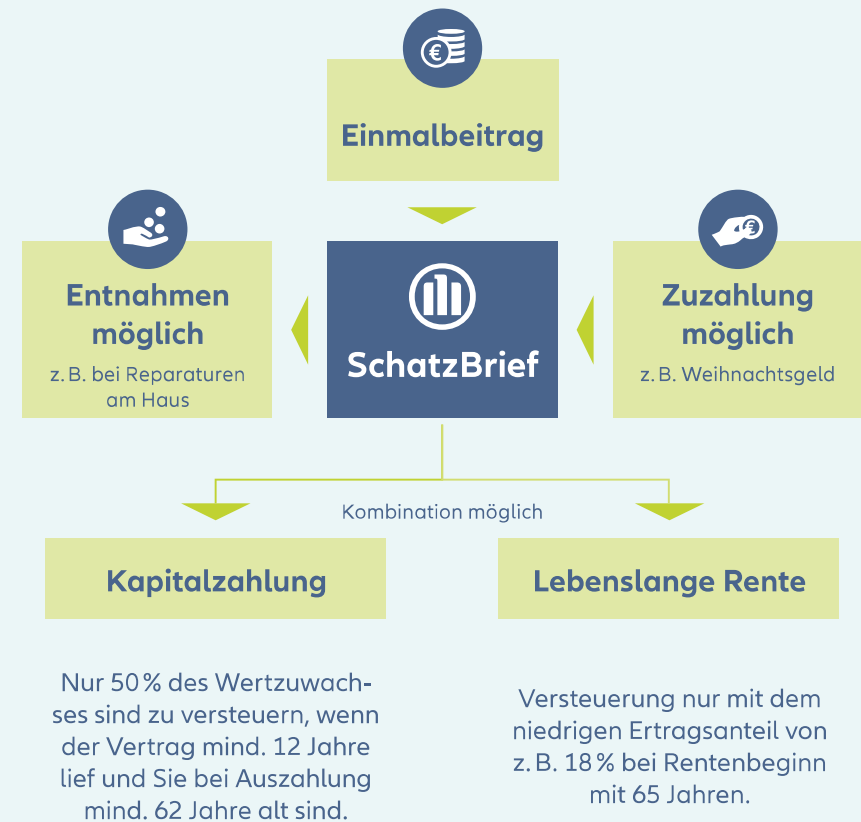 Einmalbeitrag
Entnahmen
möglich
z. B. bei Reparaturen
am Haus
SchatzBrief
Zuzahlung
möglich
z. B. Weihnachtsgeld
Kombination möglich
Kapitalzahlung
Nur 50 % des Wertzuwach-
ses sind zu versteuern, wenn
der Vertrag mind. 12 Jahre
lief und Sie bei Auszahlung
mind. 62 Jahre alt sind.
Lebenslange Rente
Versteuerung nur mit dem
niedrigen Ertragsanteil von
z. B. 18 % bei Rentenbeginn
mit 65 Jahren.